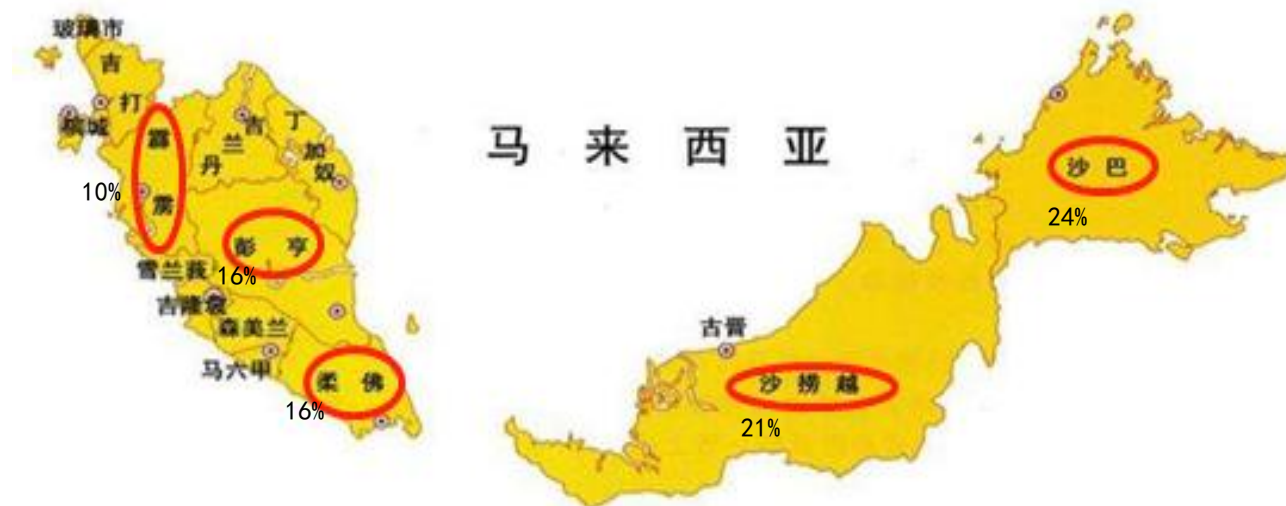 玻璃市
吉打
槟城
霹雳
10%
吉兰丹
丁加奴
彭亨
16%
雪兰莪
吉隆坡
森美兰
马六甲
柔佛
16%
马来西亚
沙巴
24%
古晋
沙捞越
21%